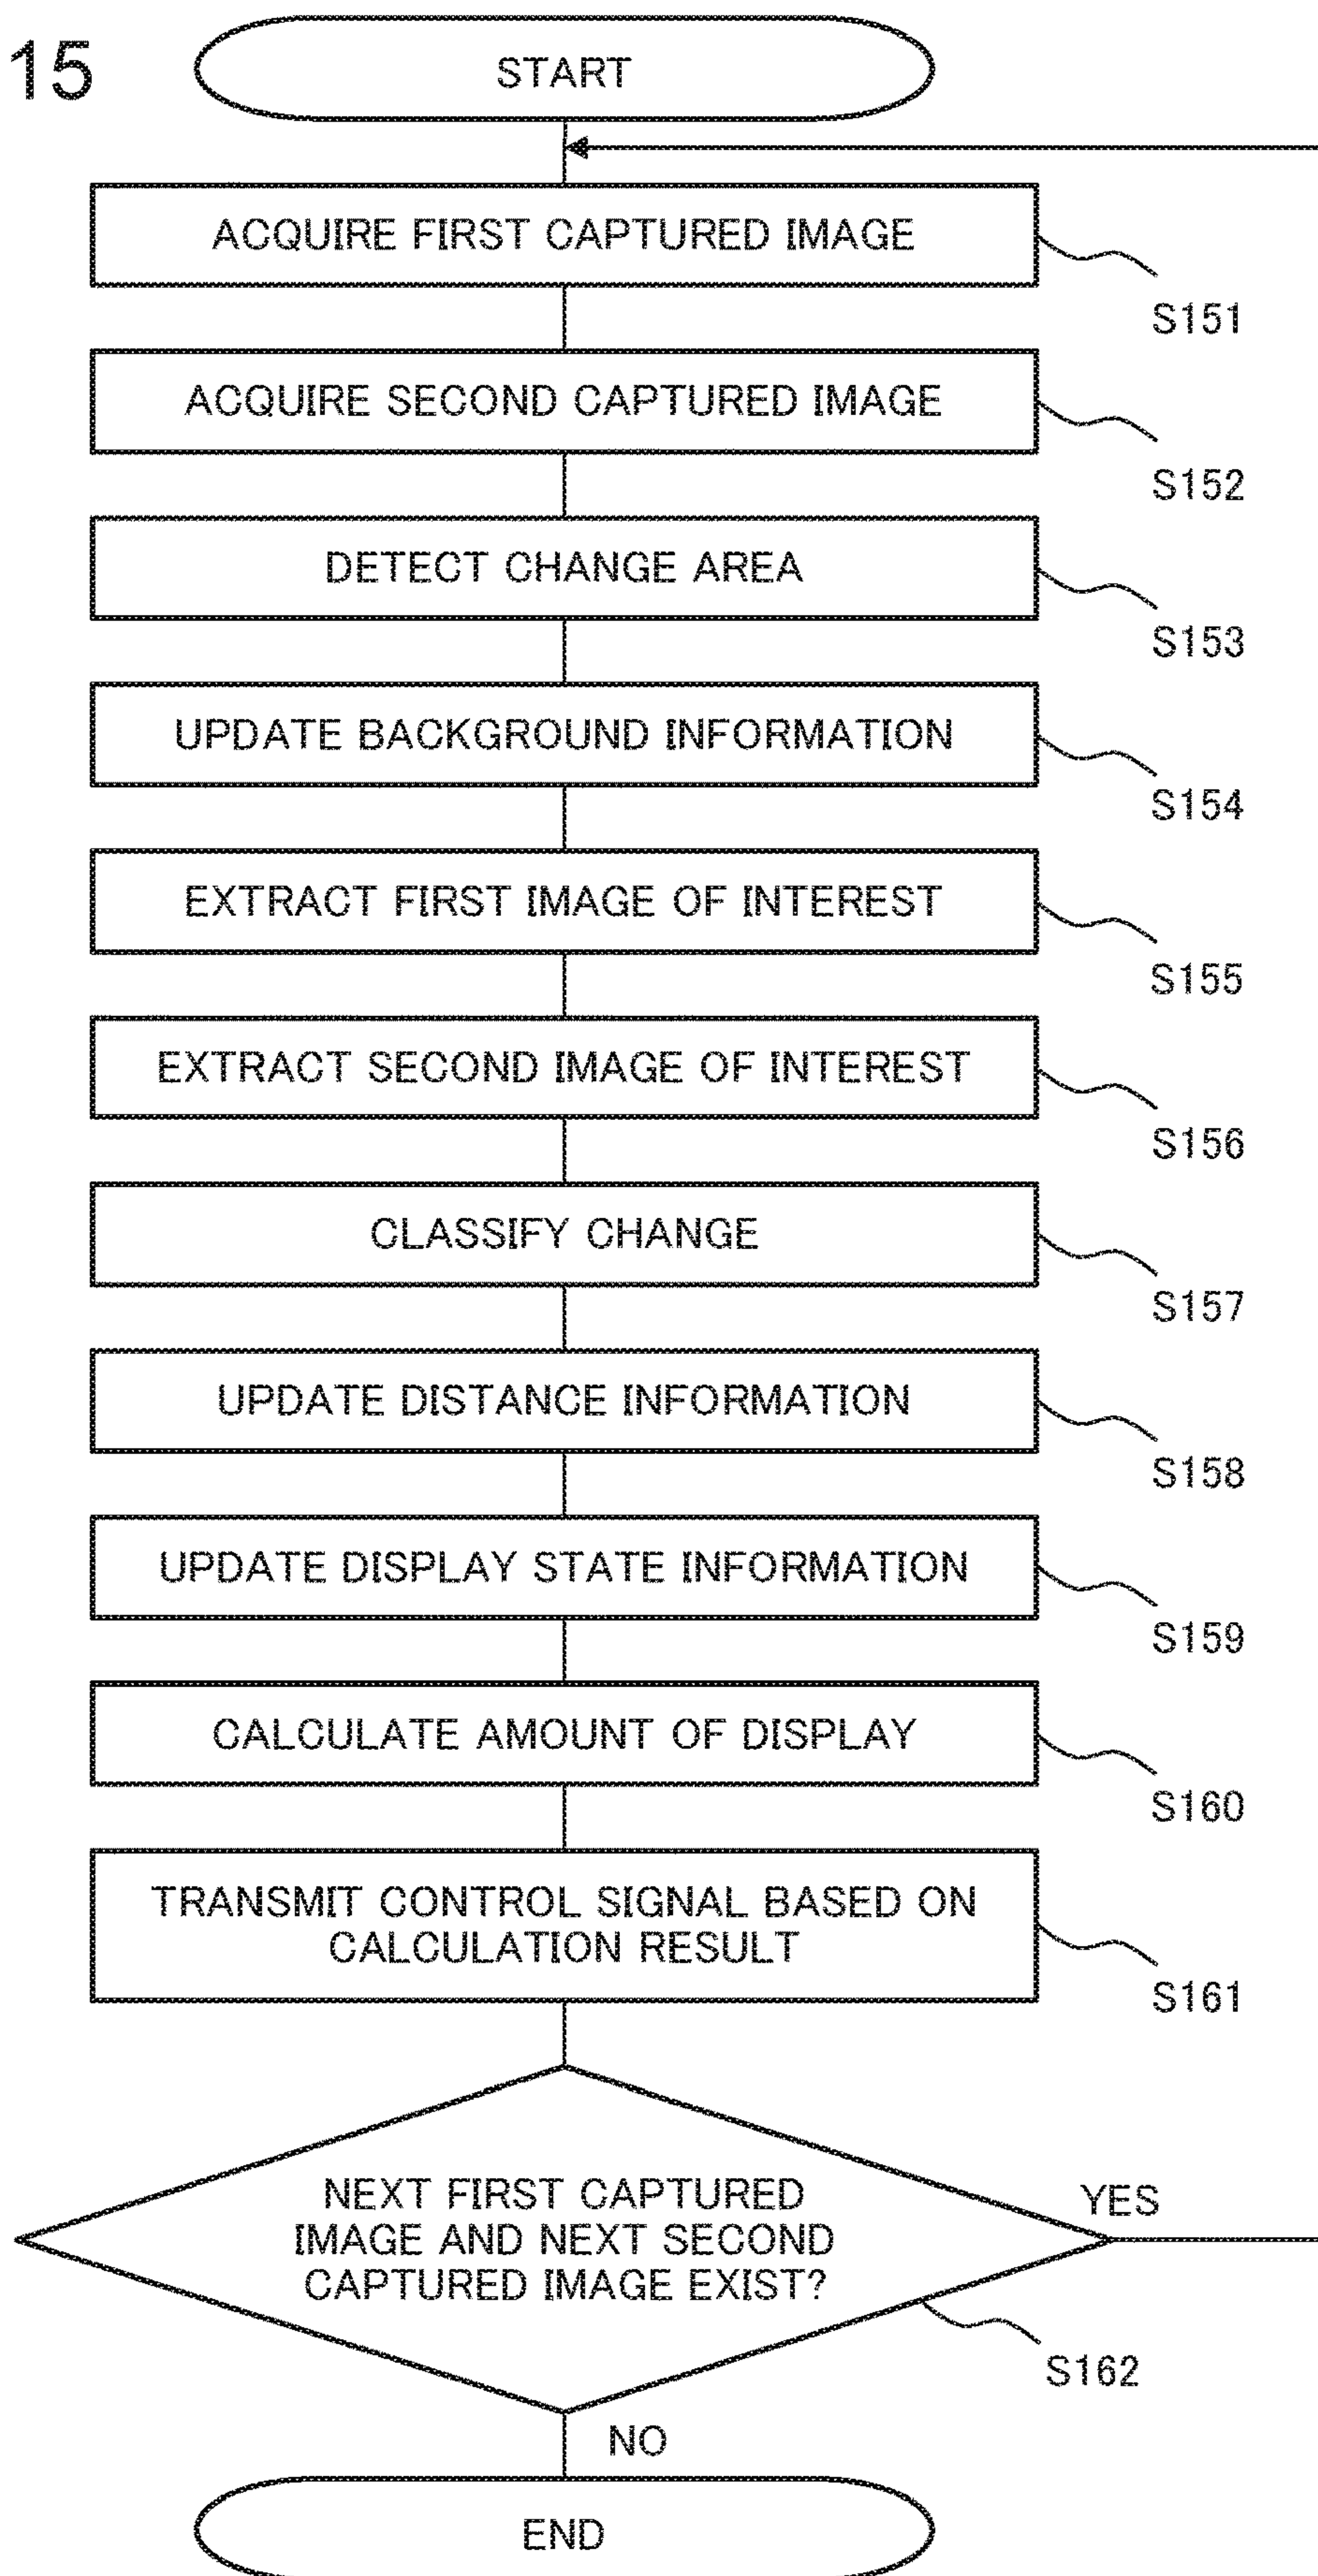 15
START
ACQUIRE FIRST CAPTURED IMAGE
S151
ACQUIRE SECOND CAPTURED IMAGE
S152
DETECT CHANGE AREA
S153
UPDATE BACKGROUND INFORMATION
S154
EXTRACT FIRST IMAGE OF INTEREST
S155
EXTRACT SECOND IMAGE OF INTEREST
S156
CLASSIFY CHANGE
S157
UPDATE DISTANCE INFORMATION
S158
UPDATE DISPLAY STATE INFORMATION
S159
CALCULATE AMOUNT OF DISPLAY
S160
TRANSMIT CONTROL SIGNAL BASED ON
CALCULATION RESULT
S161
NEXT FIRST CAPTURED
IMAGE AND NEXT SECOND
CAPTURED IMAGE EXIST?
YES
S162
NO
END